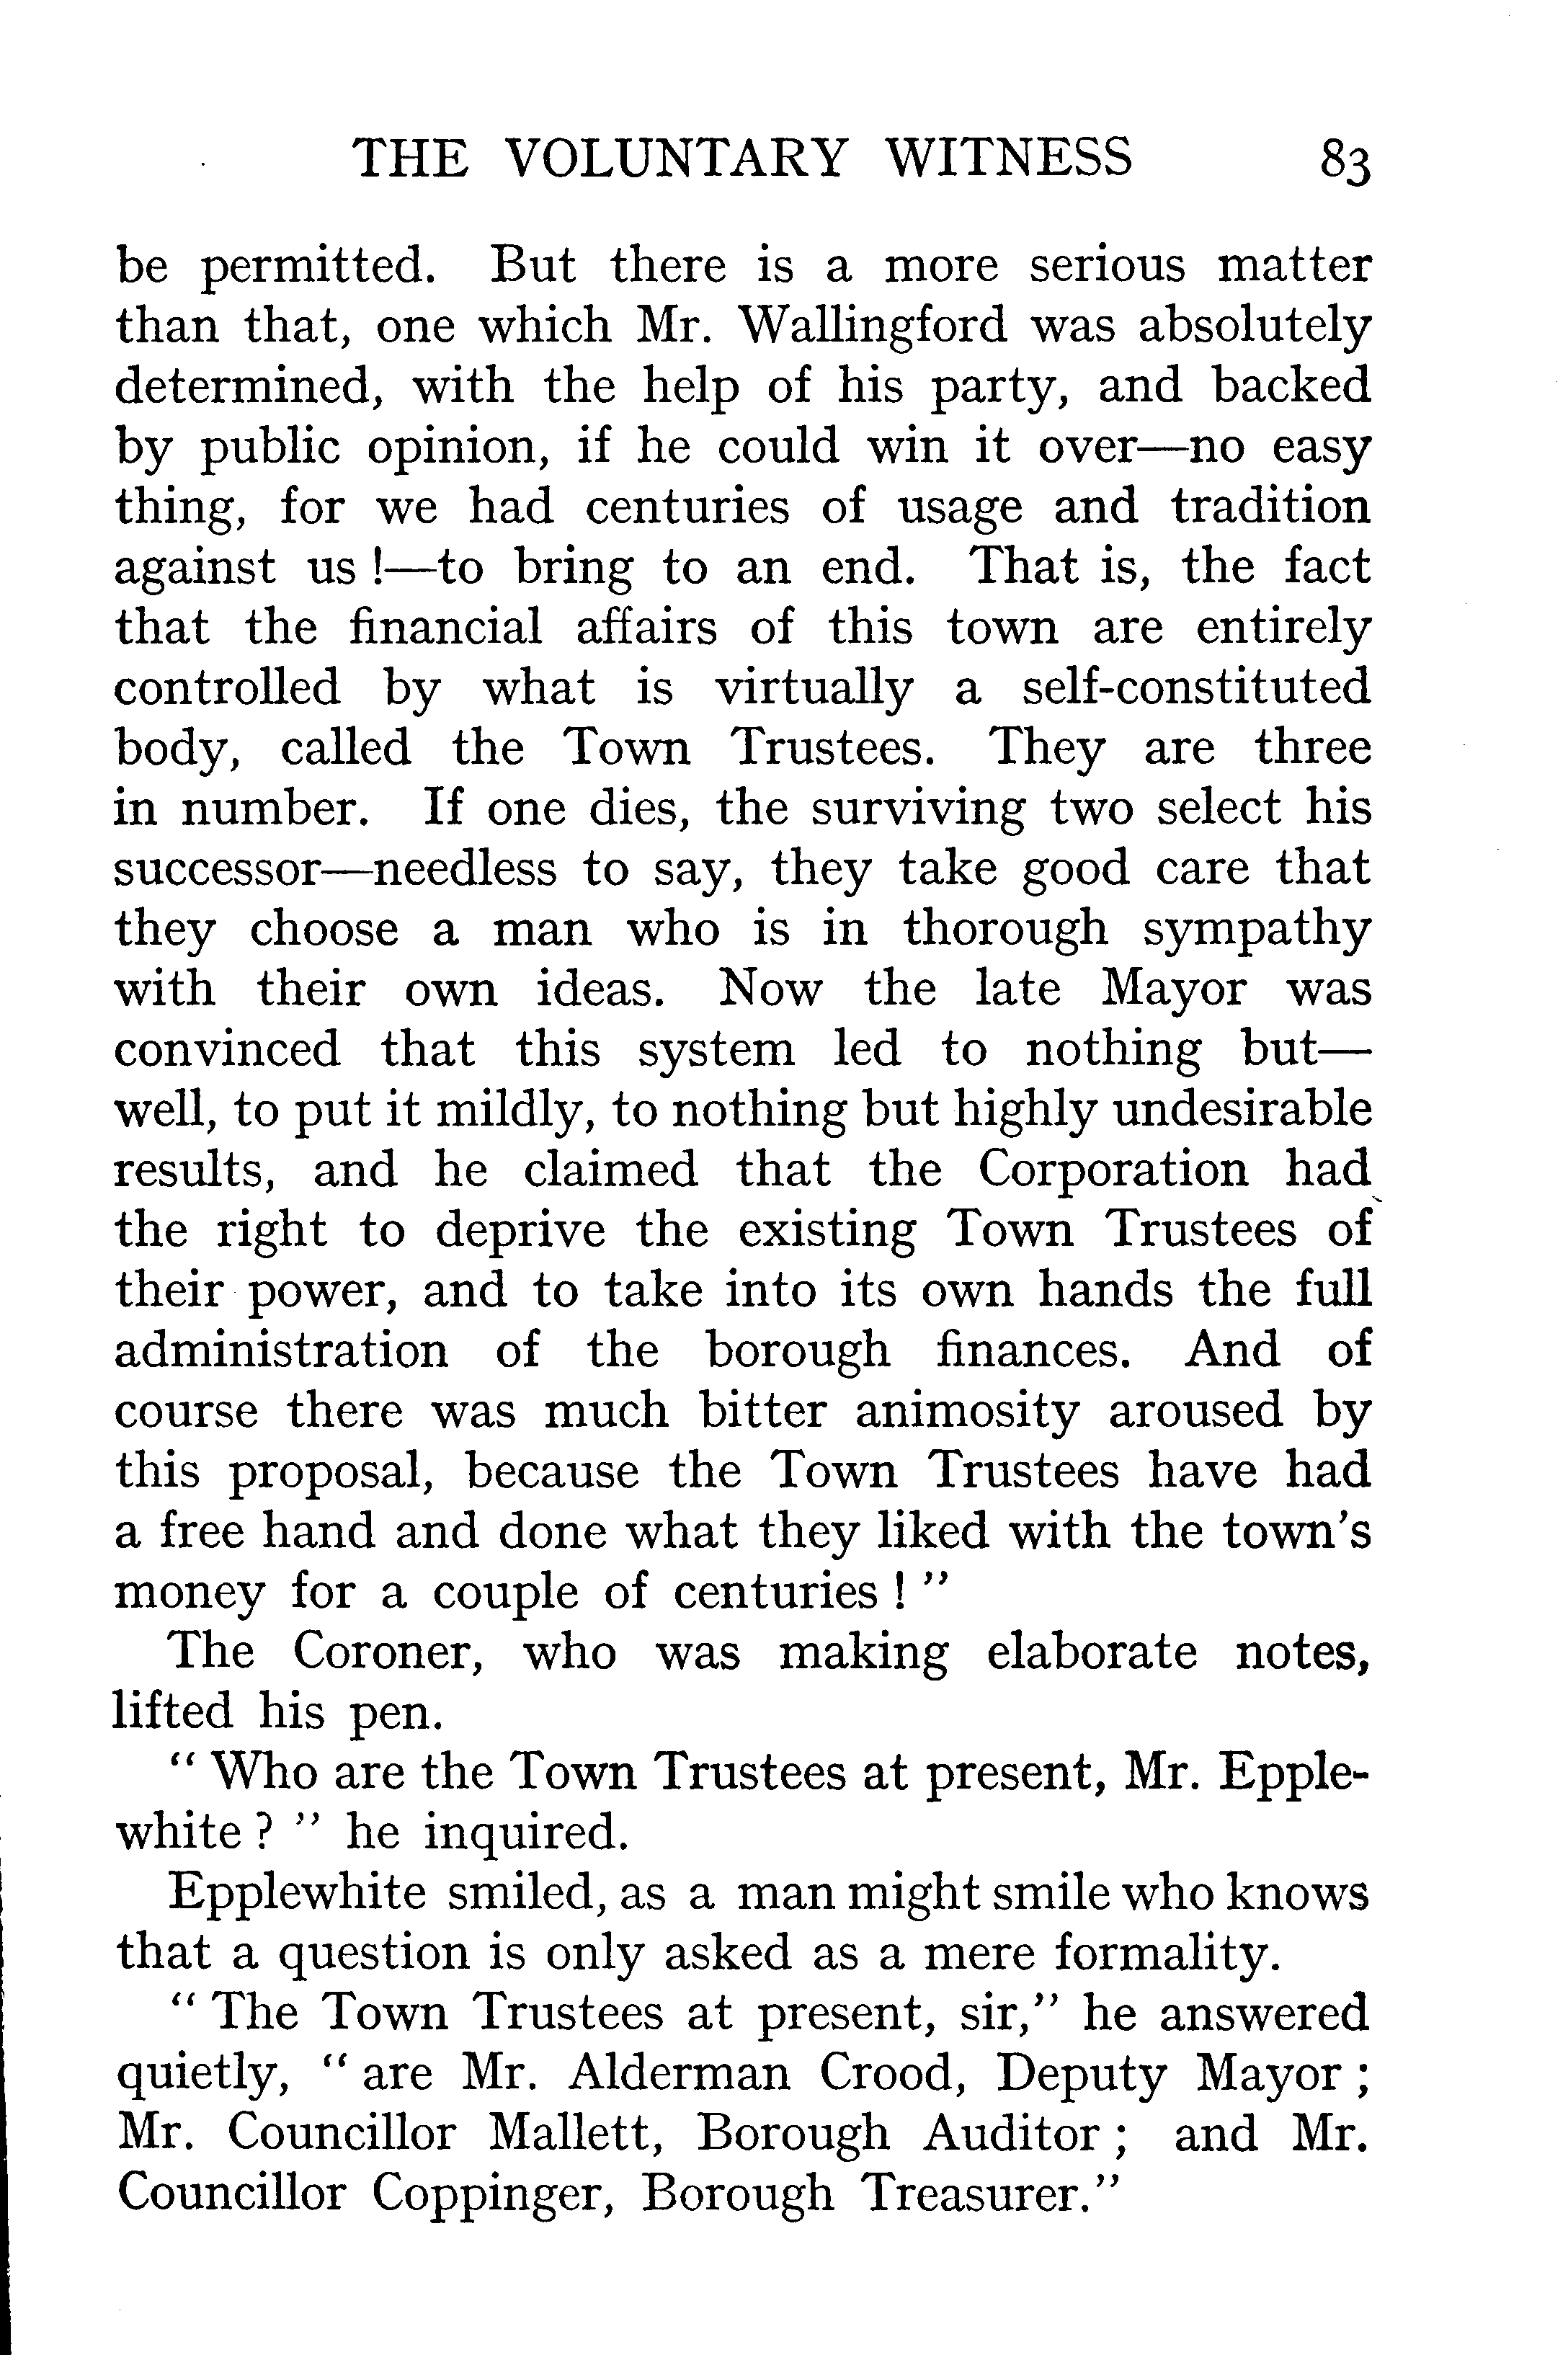 THE VOLUNTARY WITNESS 83
be permitted. But there is a more serious matter
than that, one which Mr. Wallingford was absolutely
determined, with the help of his party, and backed
by public opinion, if he could win it over—no easy
thing, for we had centuries of usage and tradition
against us !—to bring to an end. That is, the fact
that the financial affairs of this town are entirely
controlled by what is virtually a self-constituted
body, called the Town Trustees. They are three
in number. If one dies, the surviving two select his
successor—needless to say, they take good care that
they choose a man who is in thorough sympathy
with their own ideas. Now the late Mayor was
convinced that this system led to nothing but—
well, to put it mildly, to nothing but highly undesirable
results, and he claimed that the Corporation had
the right to deprive the existing Town Trustees of
their power, and to take into its own hands the full
administration of the borough finances. And of
course there was much bitter animosity aroused by
this proposal, because the Town Trustees have had
a free hand and done what they liked with the town's
money for a couple of centuries ! "
The Coroner, who was making elaborate notes,
lifted his pen.
" Who are the Town Trustees at present, Mr. Epple-
white ? " he inquired.
Epplewhite smiled, as a man might smile who knows
that a question is only asked as a mere formality.
" The Town Trustees at present, sir," he answered
quietly, " are Mr. Alderman Crood, Deputy Mayor ;
Mr. Councillor Mallett, Borough Auditor ; and Mr.
Councillor Coppinger, Borough Treasurer."